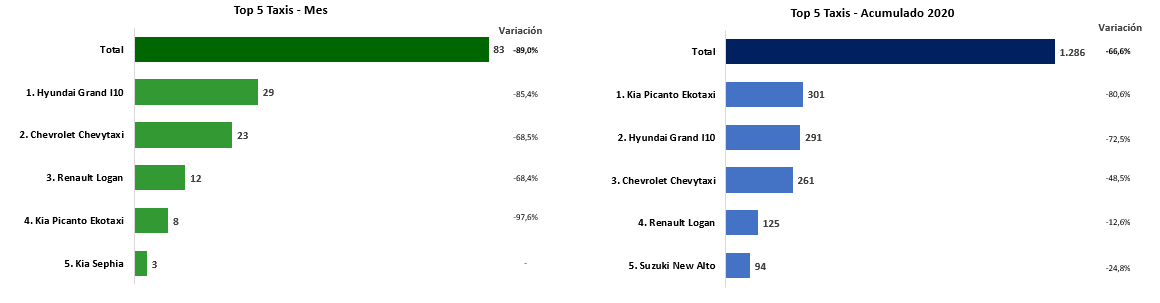 Top 5 Taxis - Mes
Variación
Total 83 -89,0%
1. Hyundai Grand I10 29 -85,4%
2. Chevrolet Chevytaxi 23 -68,5%
3. Renault Logan 12 -68,4%
4. Kia Picanto Ekotaxi 8 -97,6%
5. Kia Sephia 3 -
Top 5 Taxis - Acumulado 2020
Variación
Total 1.286 -66,6%
1. Kia Picanto Ekotaxi 301 -80,6%
2. Hyundai Grand I10 291 -72,5%
3. Chevrolet Chevytaxi 261 -48,5%
4. Renault Logan 125 -12,6%
5. Suzuki New Alto 94 -24,8%